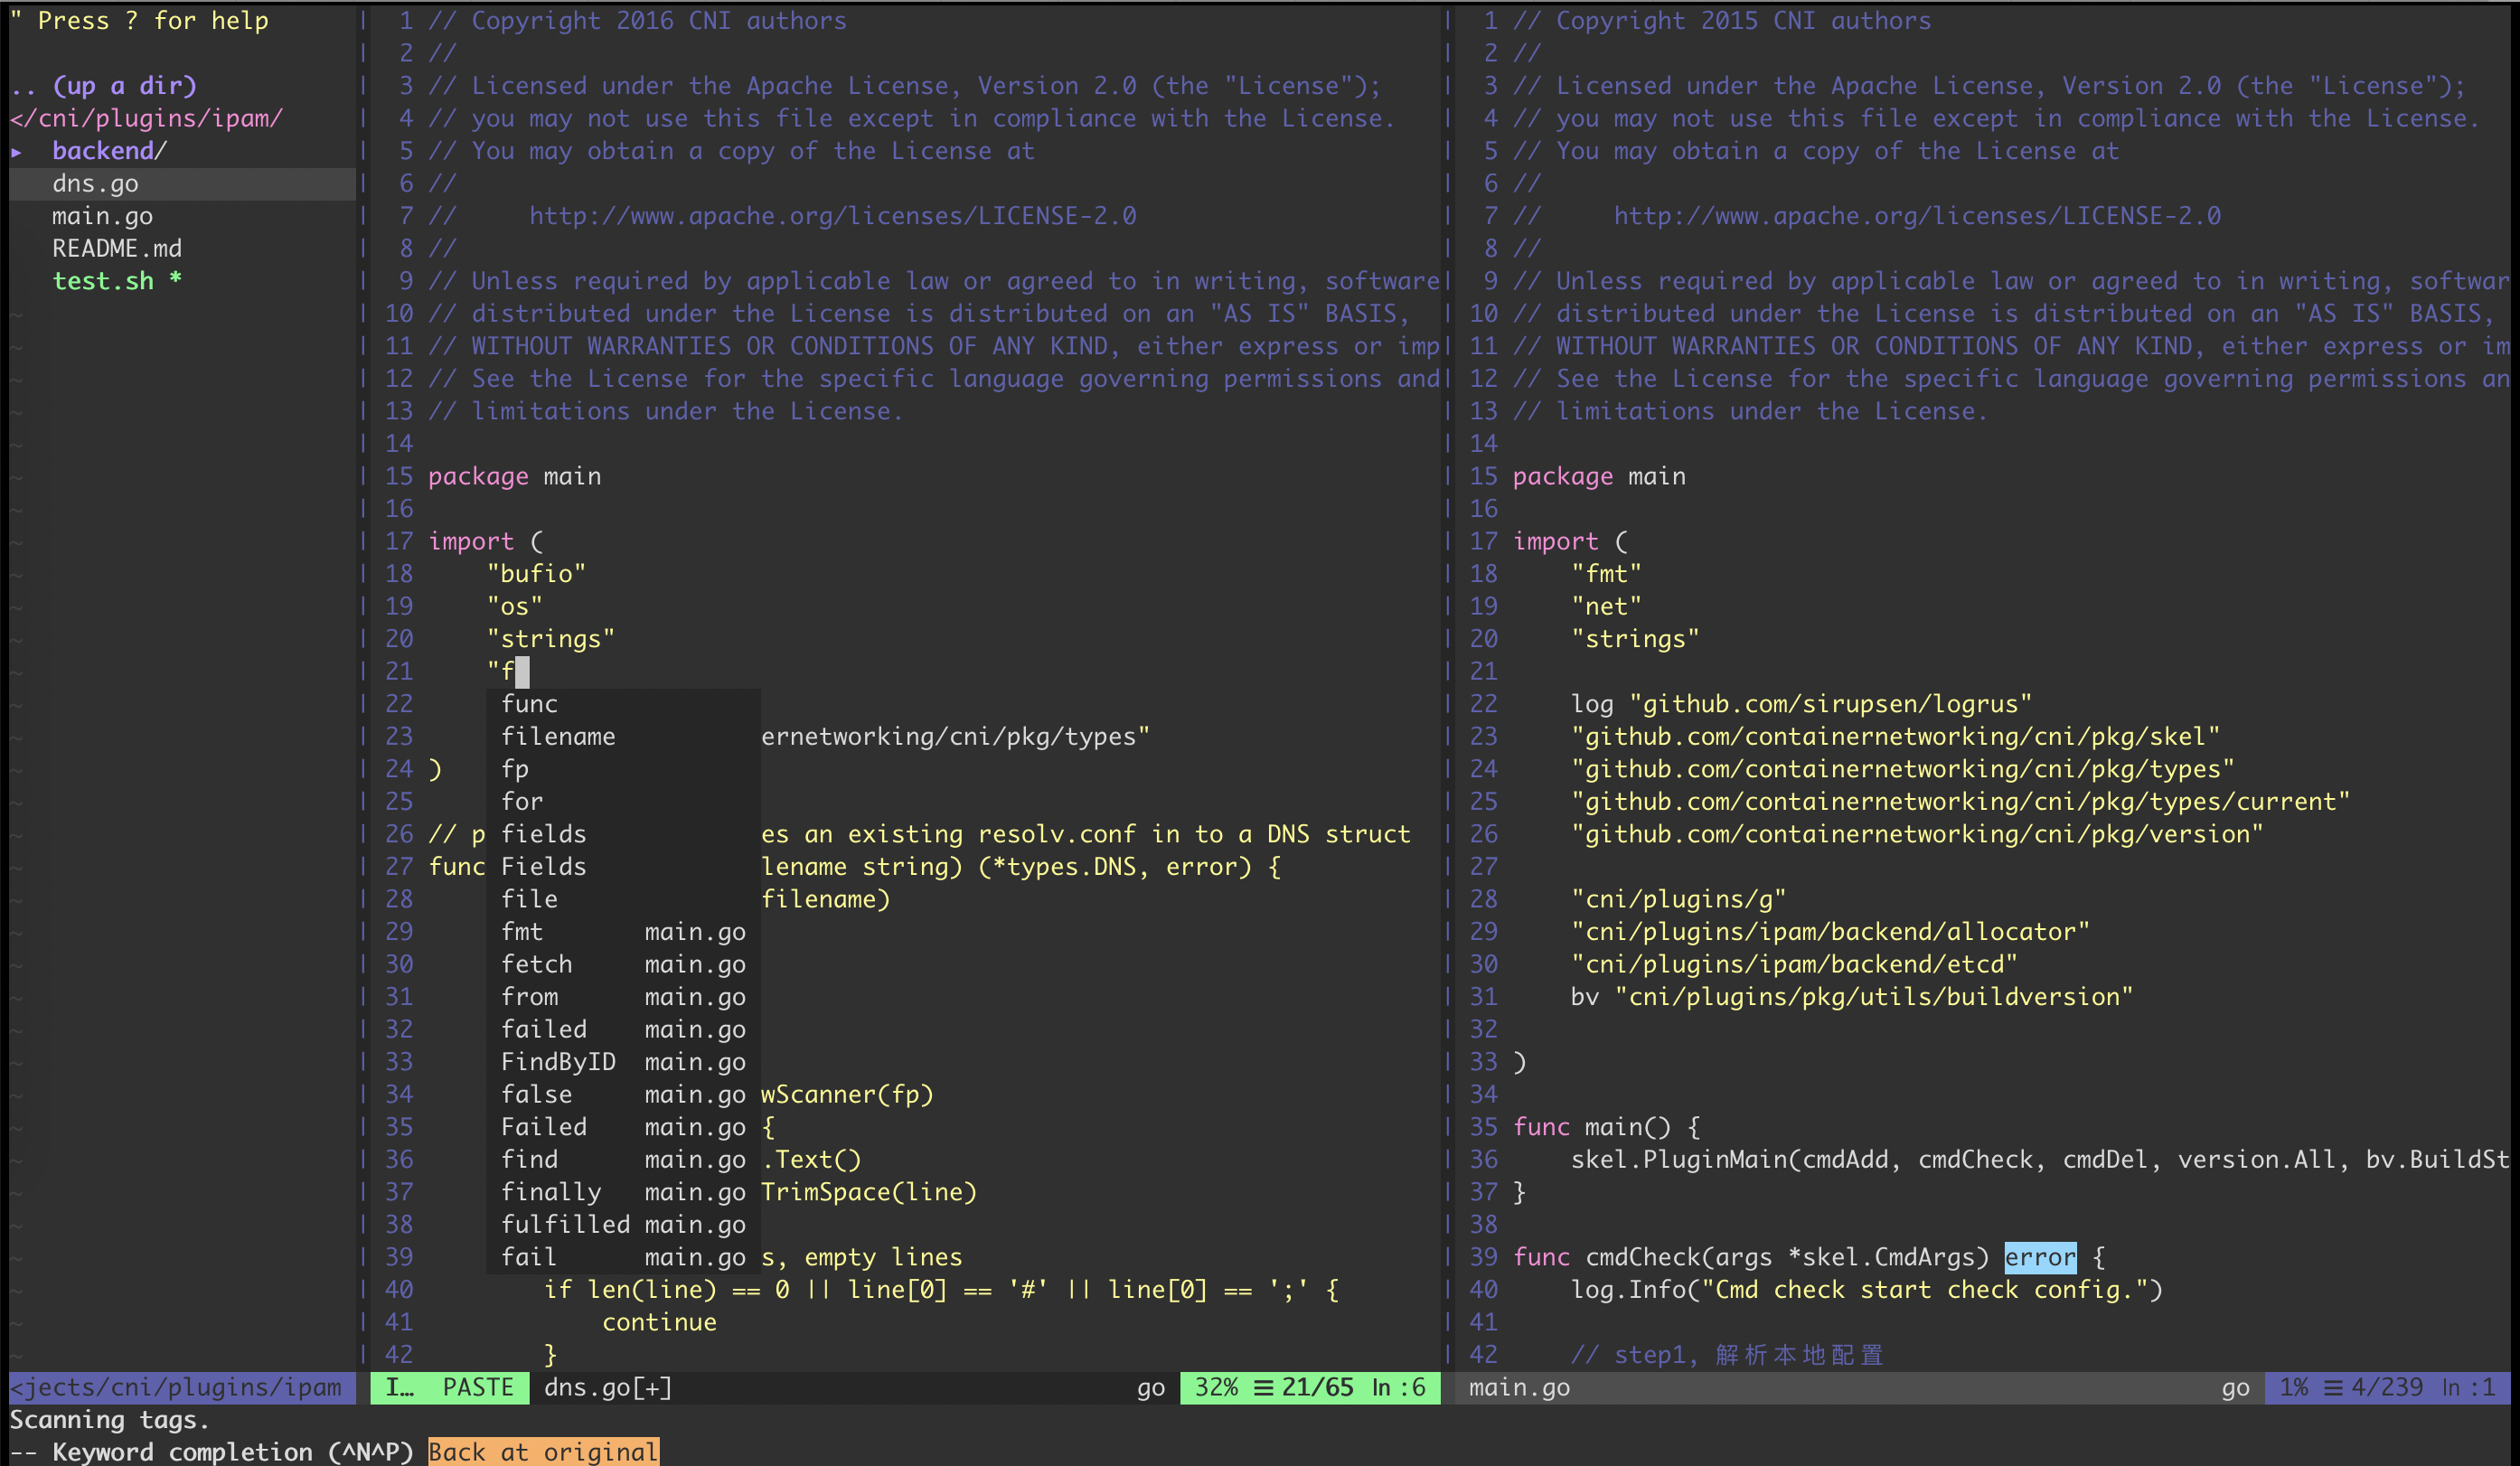 " Press ? for help
.. (up a dir)
</cni/plugins/ipam/
▸ backend/
dns.go
main.go
README.md
test.sh *
<jects/cni/plugins/ipam
1 // Copyright 2016 CNI authors
2 //
3 // Licensed under the Apache License, Version 2.0 (the "License");
4 // you may not use this file except in compliance with the License.
5 // You may obtain a copy of the License at
6 //
7 //     http://www.apache.org/licenses/LICENSE-2.0
8 //
9 // Unless required by applicable law or agreed to in writing, software
10 // distributed under the License is distributed on an "AS IS" BASIS,
11 // WITHOUT WARRANTIES OR CONDITIONS OF ANY KIND, either express or imp
12 // See the License for the specific language governing permissions and
13 // limitations under the License.
14
15 package main
16
17 import (
18     "bufio"
19     "os"
20     "strings"
21     "f
22     func
23     filename ernetworking/cni/pkg/types"
24 )   fp
25     for
26 // p fields es an existing resolv.conf in to a DNS struct
27 func Fields lename string) (*types.DNS, error) {
28     file filename)
29     fmt main.go
30     fetch main.go
31     from main.go
32     failed main.go
33     FindByID main.go
34     false main.go wScanner(fp)
35     Failed main.go {
36     find main.go .Text()
37     finally main.go TrimSpace(line)
38     fulfilled main.go
39     fail main.go s, empty lines
40         if len(line) == 0 || line[0] == '#' || line[0] == ';' {
41             continue
42         }
I… PASTE dns.go[+] go 32% ☰ 21/65 ln :6
1 // Copyright 2015 CNI authors
2 //
3 // Licensed under the Apache License, Version 2.0 (the "License");
4 // you may not use this file except in compliance with the License.
5 // You may obtain a copy of the License at
6 //
7 //     http://www.apache.org/licenses/LICENSE-2.0
8 //
9 // Unless required by applicable law or agreed to in writing, softwar
10 // distributed under the License is distributed on an "AS IS" BASIS,
11 // WITHOUT WARRANTIES OR CONDITIONS OF ANY KIND, either express or im
12 // See the License for the specific language governing permissions an
13 // limitations under the License.
14
15 package main
16
17 import (
18     "fmt"
19     "net"
20     "strings"
21
22     log "github.com/sirupsen/logrus"
23     "github.com/containernetworking/cni/pkg/skel"
24     "github.com/containernetworking/cni/pkg/types"
25     "github.com/containernetworking/cni/pkg/types/current"
26     "github.com/containernetworking/cni/pkg/version"
27
28     "cni/plugins/g"
29     "cni/plugins/ipam/backend/allocator"
30     "cni/plugins/ipam/backend/etcd"
31     bv "cni/plugins/pkg/utils/buildversion"
32
33 )
34
35 func main() {
36     skel.PluginMain(cmdAdd, cmdCheck, cmdDel, version.All, bv.BuildSt
37 }
38
39 func cmdCheck(args *skel.CmdArgs) error {
40     log.Info("Cmd check start check config.")
41
42     // step1, 解析本地配置
main.go go 1% ☰ 4/239 ln :1
Scanning tags.
-- Keyword completion (^N^P) Back at original